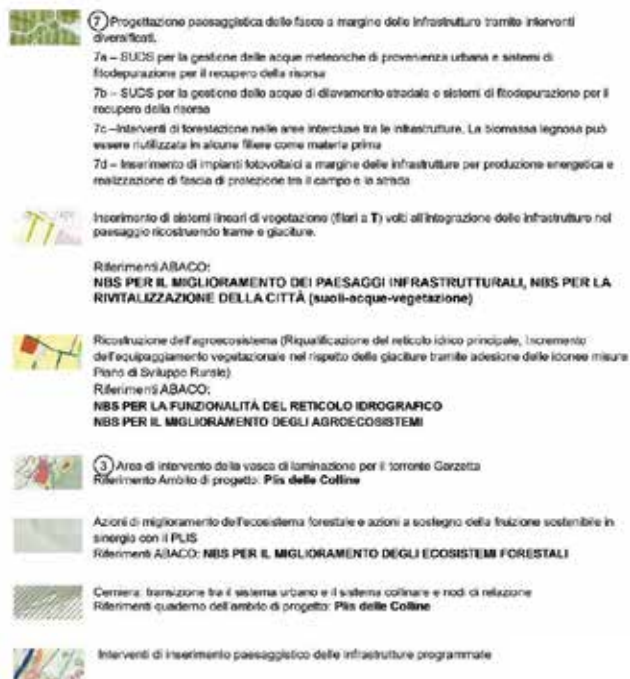 7 Progettazione paesaggistica delle fasce a margine delle infrastrutture tramite interventi
diversificati.
7a – SUDS per la gestione delle acque meteoriche di provenienza urbana e sistemi di
fitodepurazione per il recupero della risorsa
7b – SUDS per la gestione delle acque di dilavamento stradale e sistemi di fitodepurazione per il
recupero della risorsa
7c –Interventi di forestazione nelle aree intercluse tra le infrastrutture. La biomassa legnosa può
essere riutilizzata in alcune filiere come materia prima
7d – Inserimento di impianti fotovoltaici a margine delle infrastrutture per produzione energetica e
realizzazione di fascia di protezione tra il campo e la strada
Inserimento di sistemi lineari di vegetazione (filari a T) volti all'integrazione delle infrastrutture nel
paesaggio ricostruendo trame e giaciture.
Riferimenti ABACO:
NBS PER IL MIGLIORAMENTO DEI PAESAGGI INFRASTRUTTURALI, NBS PER LA
RIVITALIZZAZIONE DELLA CITTÀ (suoli-acque-vegetazione)
Ricostruzione dell'agroecosistema (Riqualificazione del reticolo idrico principale, Incremento
dell'equipaggiamento vegetazionale nel rispetto delle giaciture tramite adesione delle idonee misure
Piano di Sviluppo Rurale)
Riferimenti ABACO:
NBS PER LA FUNZIONALITÀ DEL RETICOLO IDROGRAFICO
NBS PER IL MIGLIORAMENTO DEGLI AGROECOSISTEMI
3 Area di intervento della vasca di laminazione per il torrente Garzetta
Riferimento Ambito di progetto: Plis delle Colline
Azioni di miglioramento dell'ecosistema forestale e azioni a sostegno della fruizione sostenibile in
sinergia con il PLIS
Riferimenti ABACO: NBS PER IL MIGLIORAMENTO DEGLI ECOSISTEMI FORESTALI
Cerniera: transizione tra il sistema urbano e il sistema collinare e nodi di relazione
Riferimenti quaderno dell'ambito di progetto: Plis delle Colline
Interventi di inserimento paesaggistico delle infrastrutture programmate